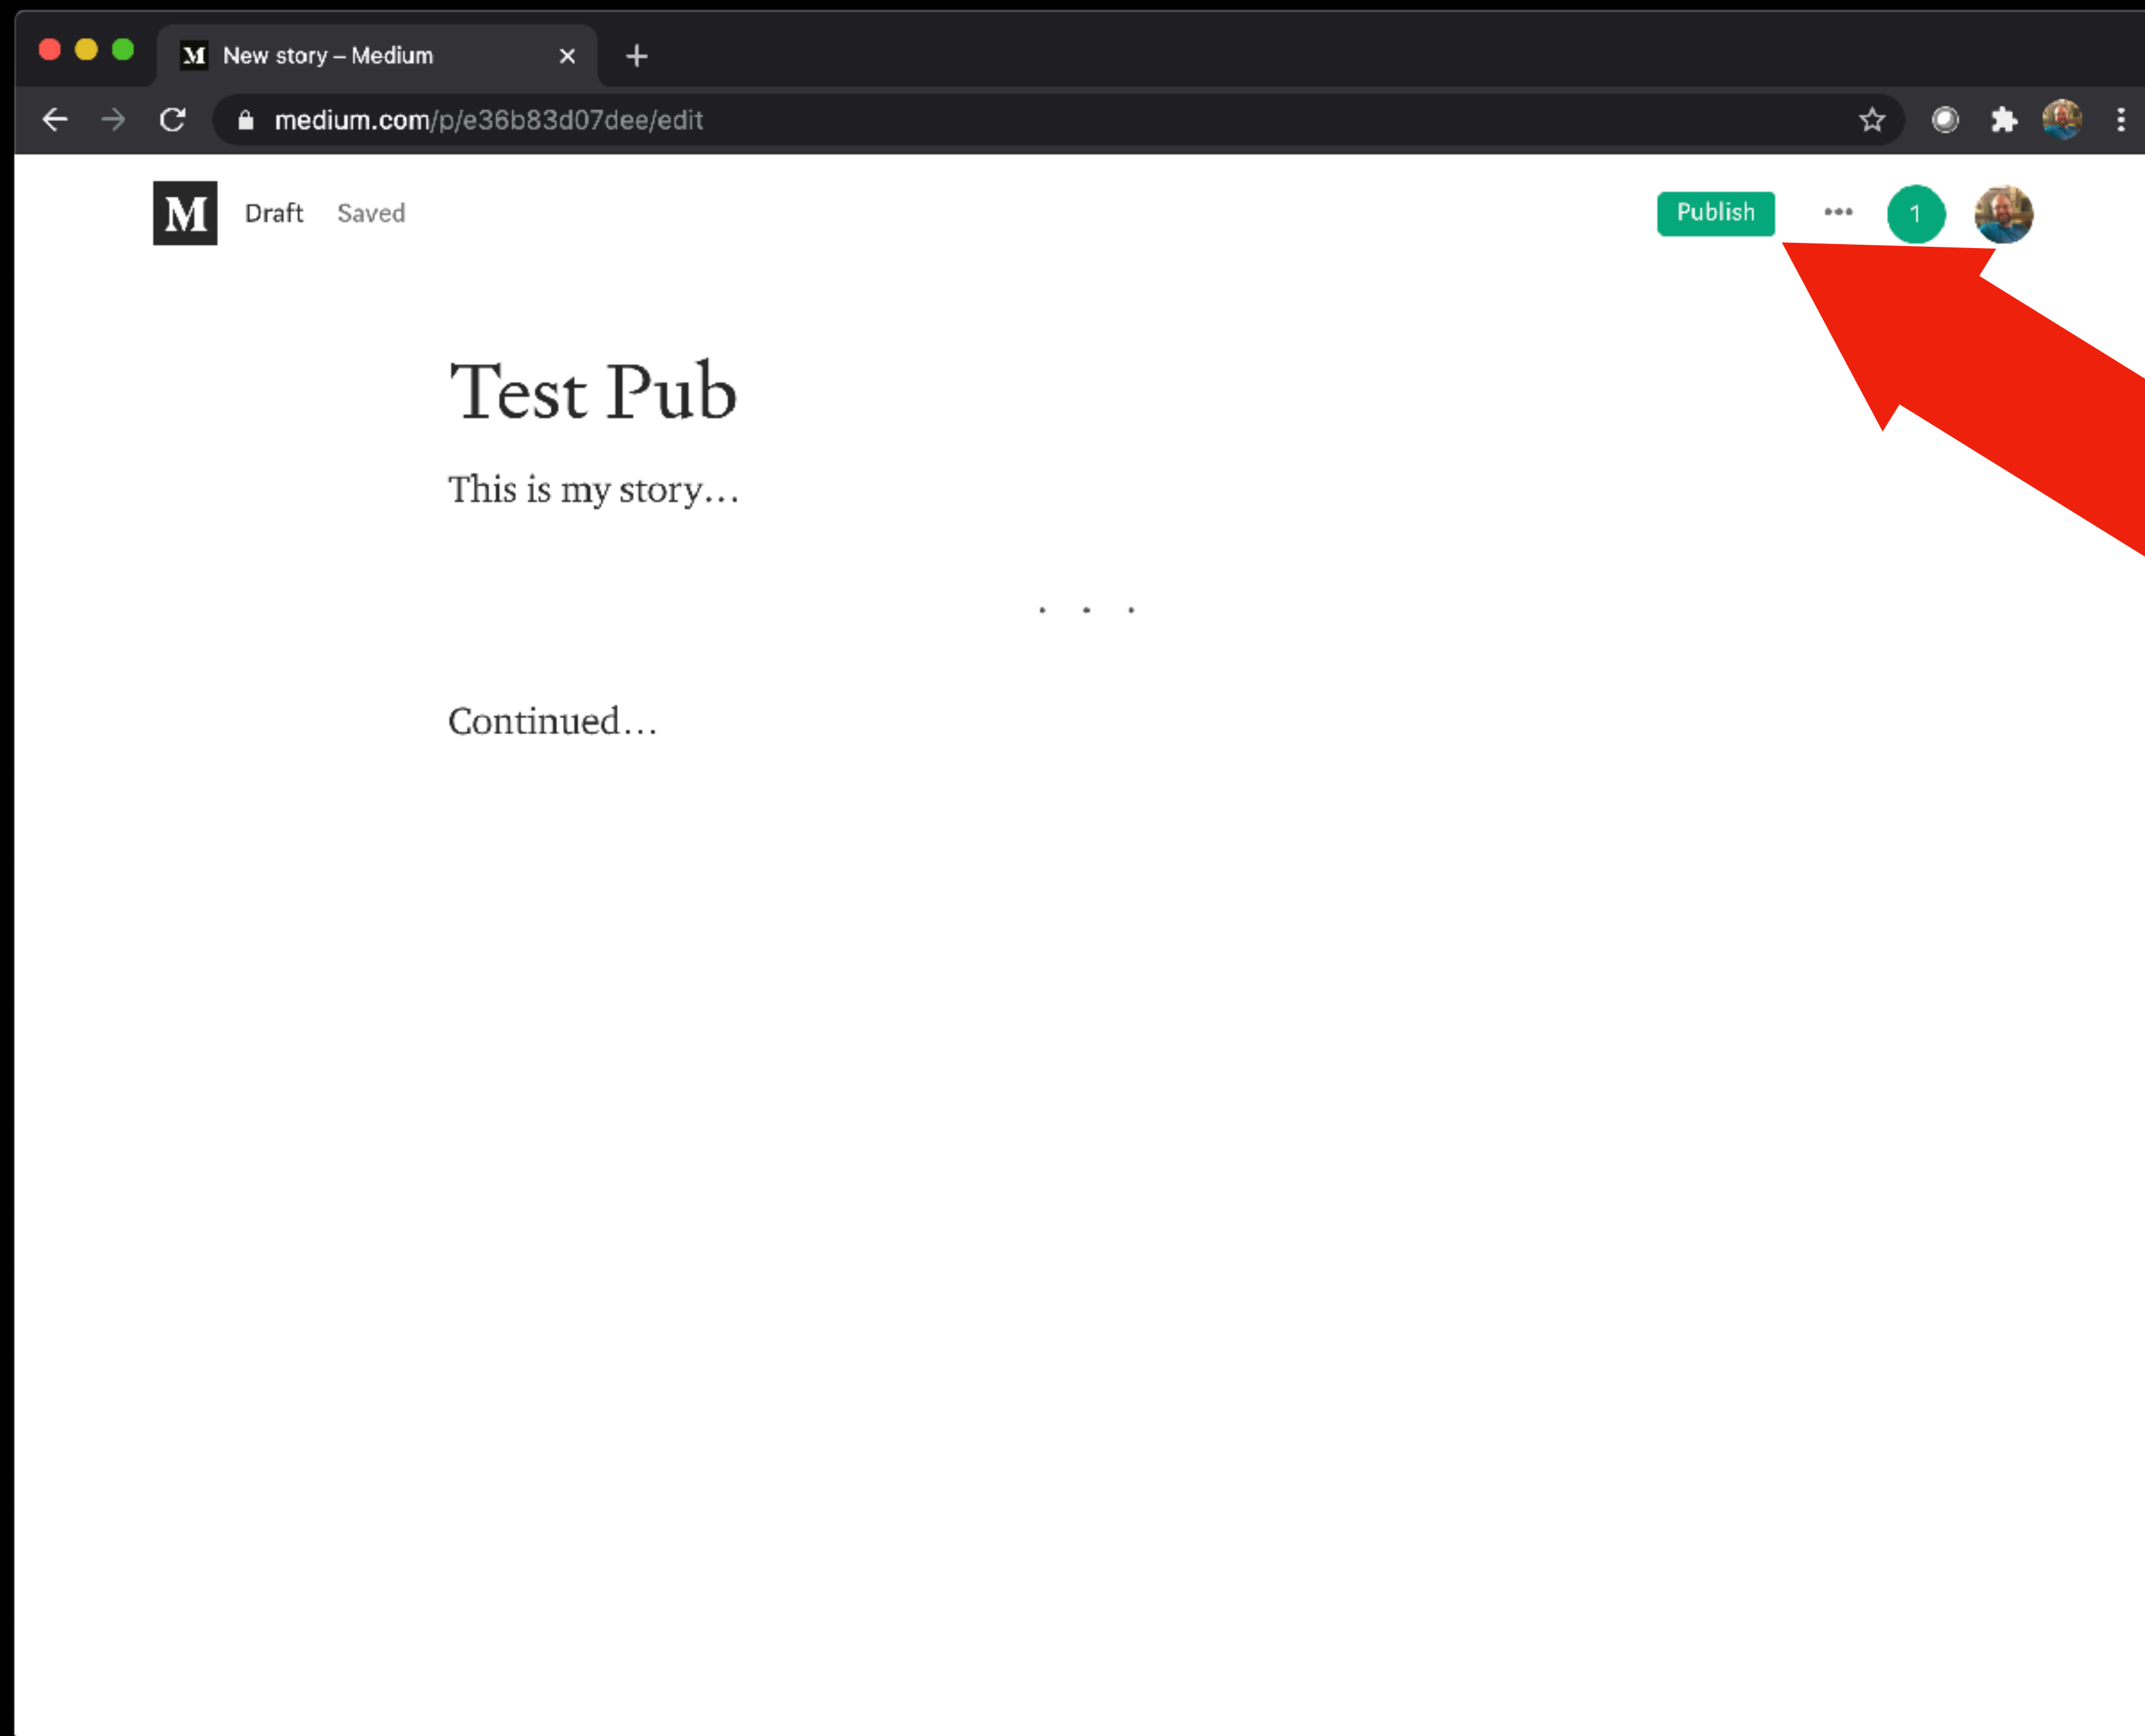 New story – Medium
medium.com/p/e36b83d07dee/edit
M Draft Saved Publish 1
Test Pub
This is my story…
. . .
Continued…